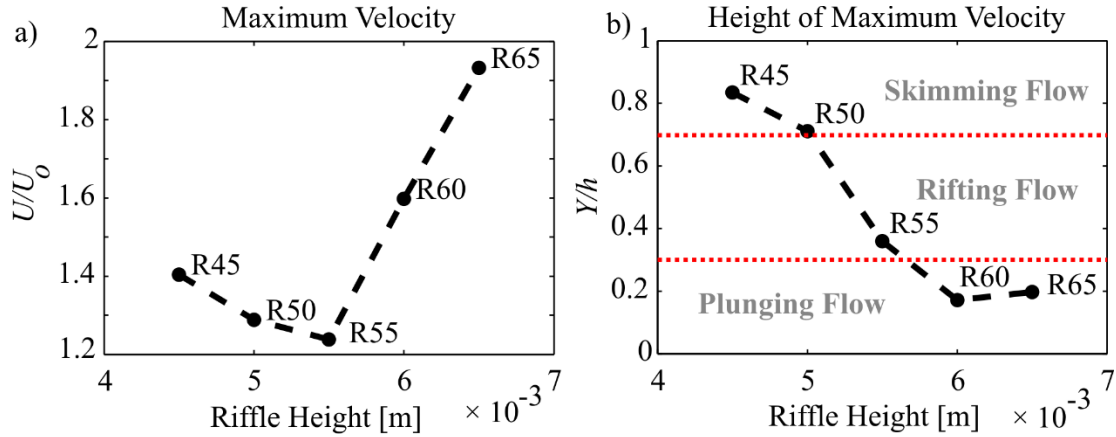 a)
Maximum Velocity
2
1.8
1.6
1.4
1.2
U/Uo
R45
R50
R55
R60
R65
4
5
6
7
Riffle Height [m]
× 10-3
b)
Height of Maximum Velocity
1
0.8
0.6
0.4
0.2
0
Y/h
R45
Skimming Flow
R50
Rifting Flow
R55
Plunging Flow
R60
R65
4
5
6
7
Riffle Height [m]
× 10-3